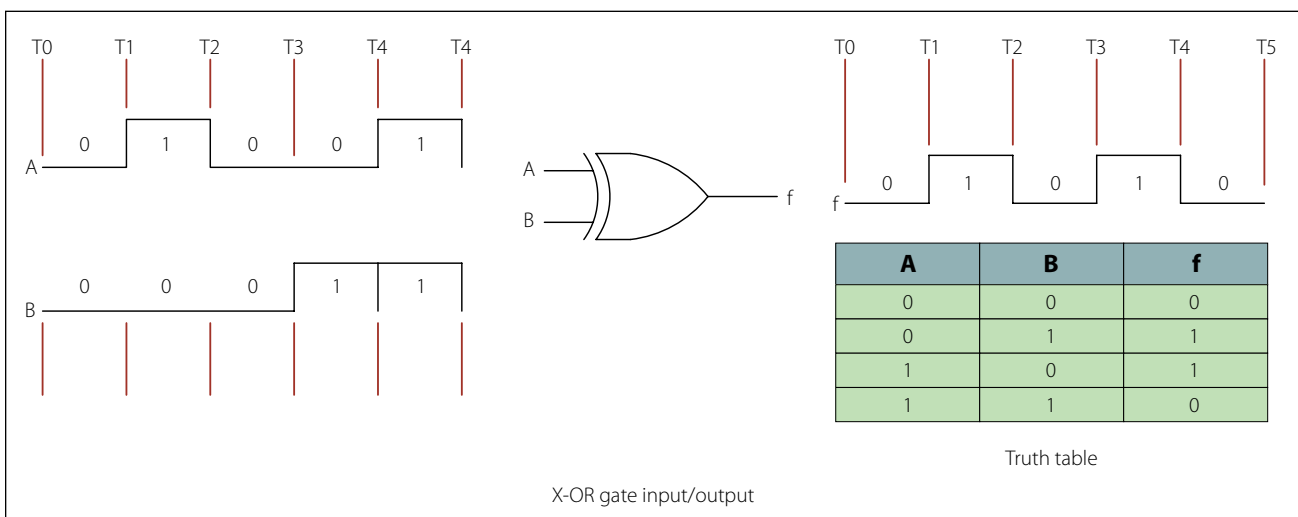 T0 T1 T2 T3 T4 T4
0 1 0 0 1
A
0 0 0 1 1
B
A
B
f
T0 T1 T2 T3 T4 T5
0 1 0 1 0
f
A B f
0 0 0
0 1 1
1 0 1
1 1 0
Truth table
X-OR gate input/output